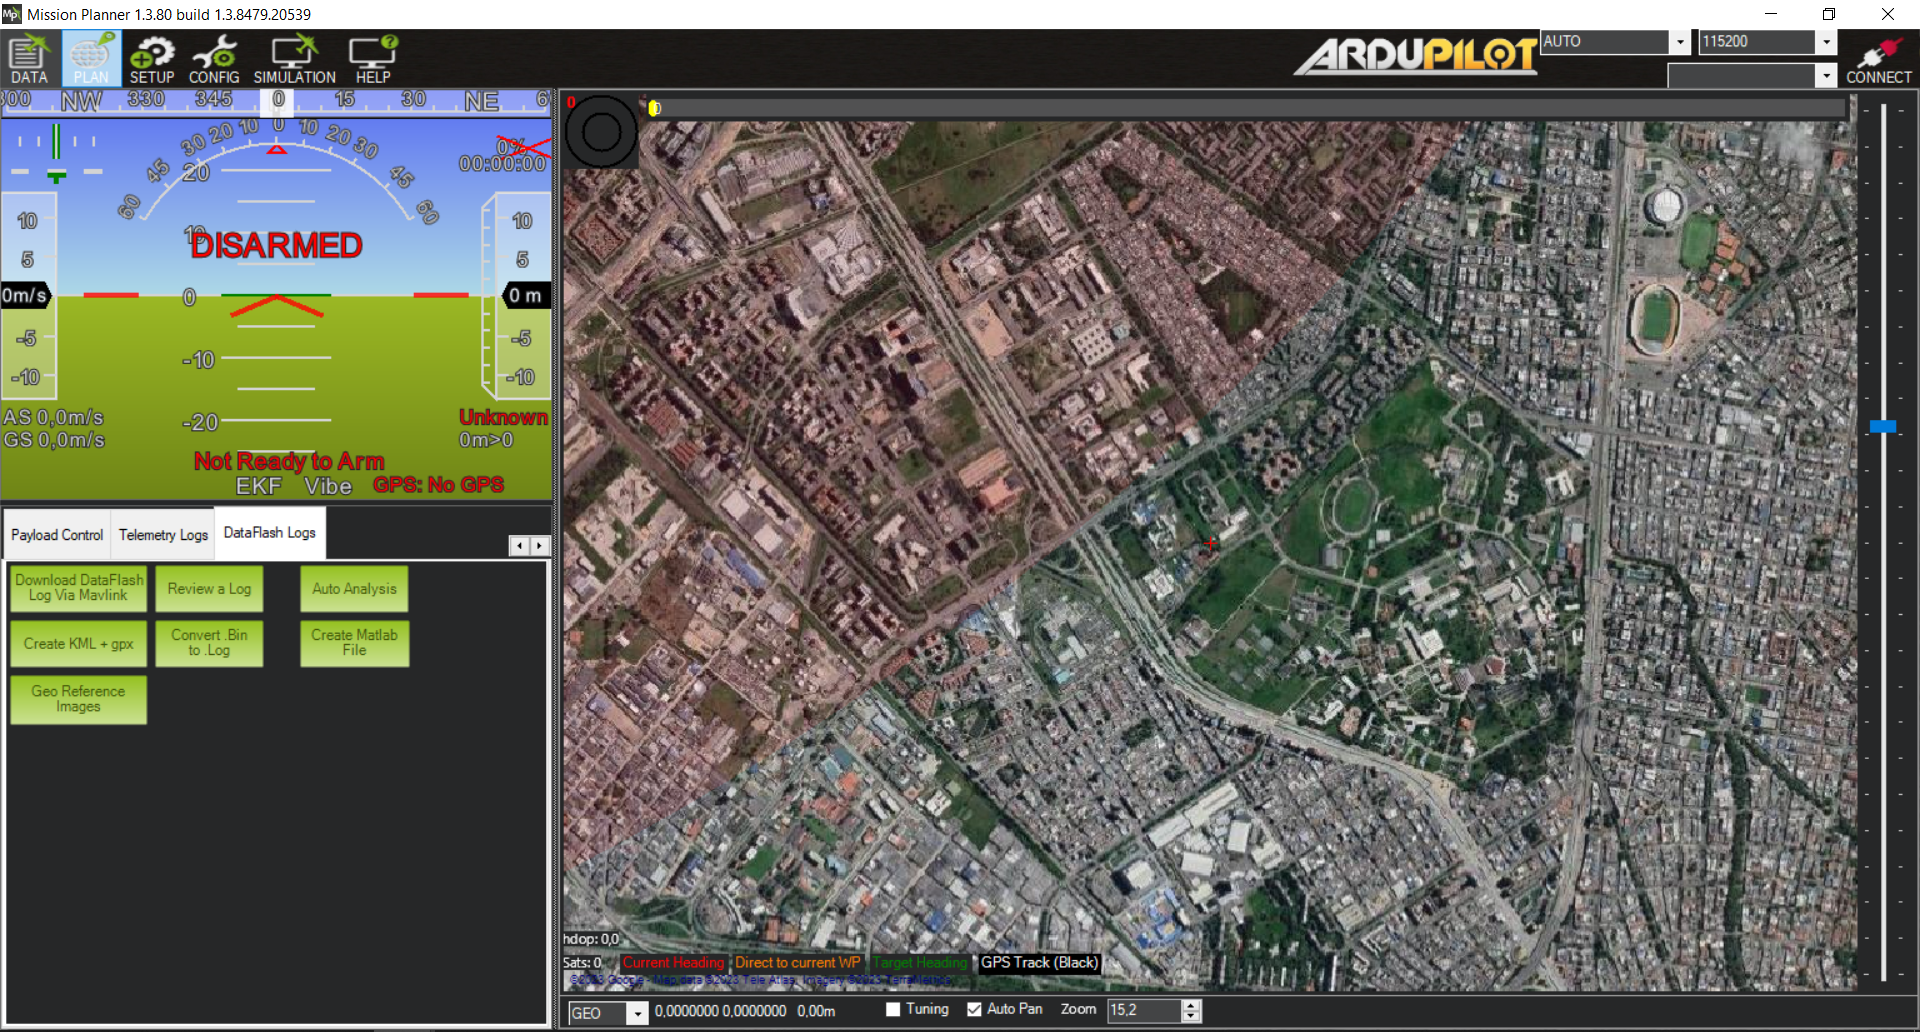 Mission Planner 1.3.80 build 1.3.8479.20539
DATA
PLAN
SETUP
CONFIG
SIMULATION
HELP
ARDUPILOT
AUTO
115200
CONNECT
300 NW 330 345 0 15 30 NE 6
60 45 30 20 10 0 10 20 30 45 60
0%
00:00:00
20
10
DISARMED
10
5
0m/s
-5
-10
10
5
0 m
-5
-10
0
-10
-20
AS 0,0m/s
GS 0,0m/s
Unknown
0m>0
Not Ready to Arm
EKF Vibe GPS: No GPS
Payload Control
Telemetry Logs
DataFlash Logs
Download DataFlash
Log Via Mavlink
Review a Log
Auto Analysis
Create KML + gpx
Convert .Bin
to .Log
Create Matlab
File
Geo Reference
Images
0
0
hdop: 0,0
Sats: 0
Current Heading
Direct to current WP
Target Heading
GPS Track (Black)
©2023 Google - Map data ©2023 Tele Atlas, Imagery ©2023 TerraMetrics
GEO
0,0000000 0,0000000 0,00m
Tuning
Auto Pan
Zoom
15,2